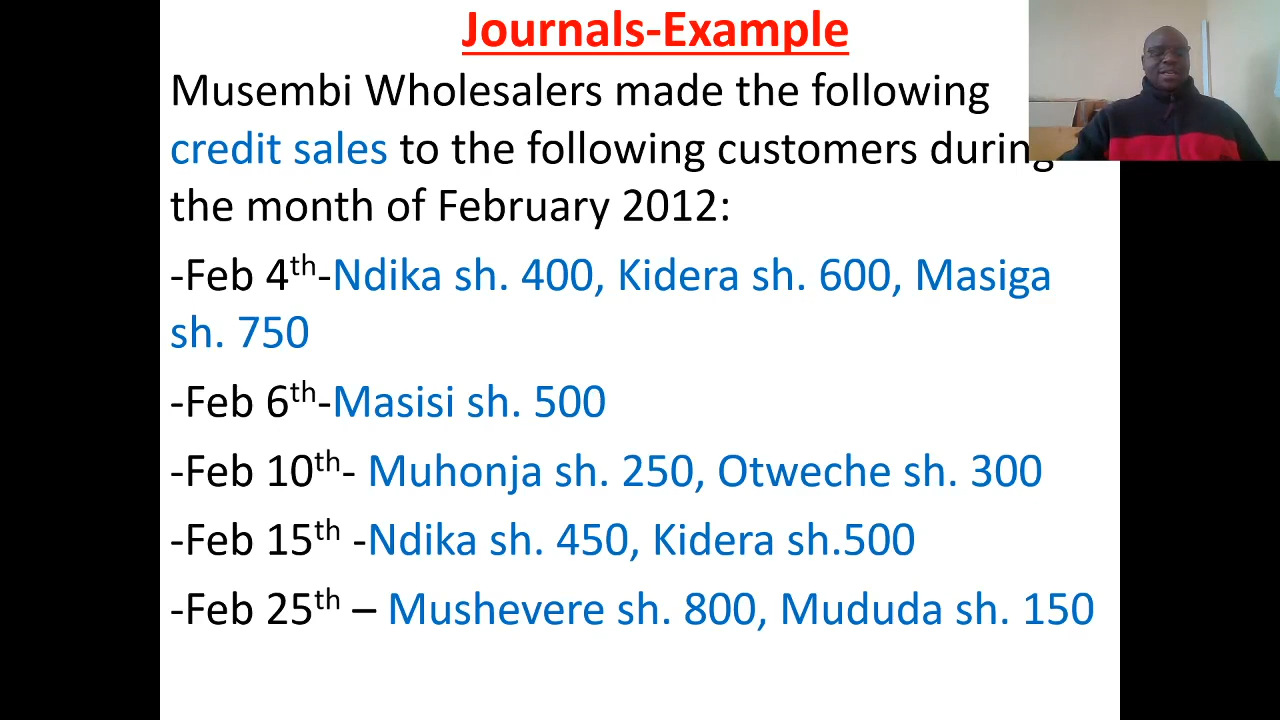 Journals-Example
Musembi Wholesalers made the following
credit sales to the following customers during
the month of February 2012:
-Feb 4th-Ndika sh. 400, Kidera sh. 600, Masiga
sh. 750
-Feb 6th-Masisi sh. 500
-Feb 10th- Muhonja sh. 250, Otweche sh. 300
-Feb 15th -Ndika sh. 450, Kidera sh.500
-Feb 25th – Mushevere sh. 800, Mududa sh. 150